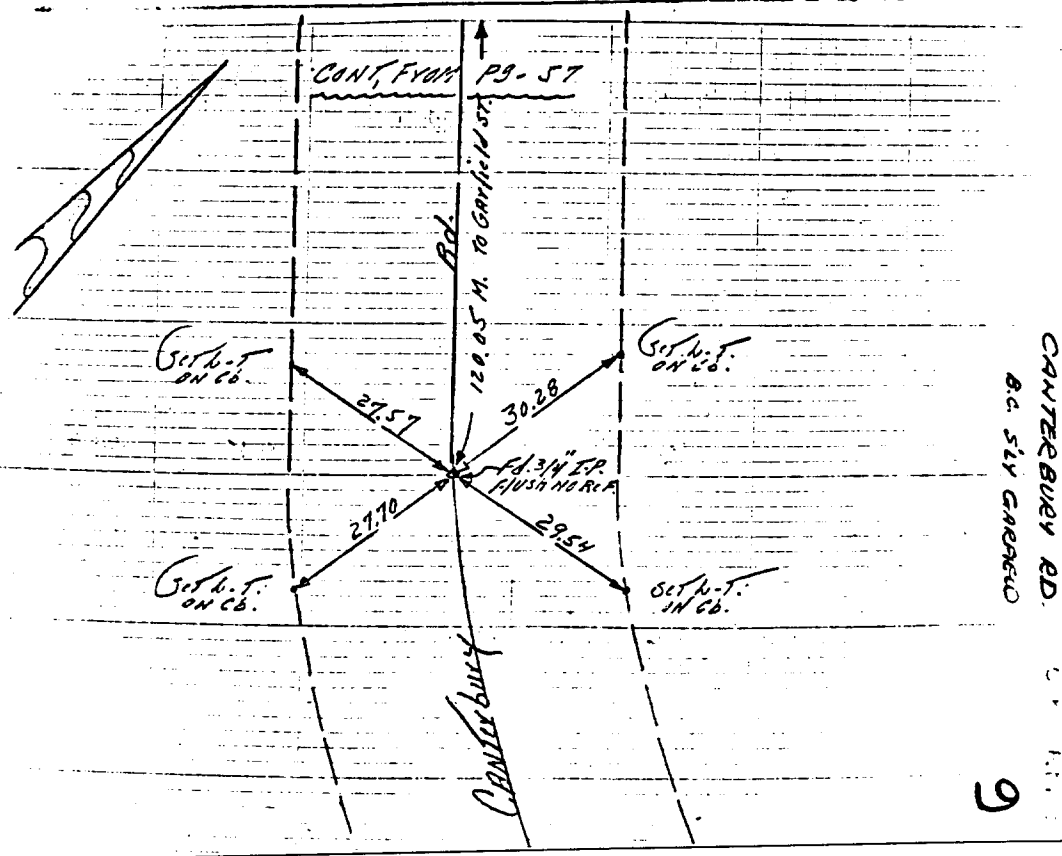 CONT. FROM PG-57
120.05 M. TO Garfield ST.
Rd.
Set L.T.
ON Cb.
Set L.T.
ON Cb.
27.57
30.28
Fd. 3/4" I.P.
FLUSH NO REF.
27.70
29.54
Set L.T.
ON Cb.
Set L.T.
ON Cb.
CANTERBURY
CANTERBURY RD.
B.C. S'LY GARFIELD
9